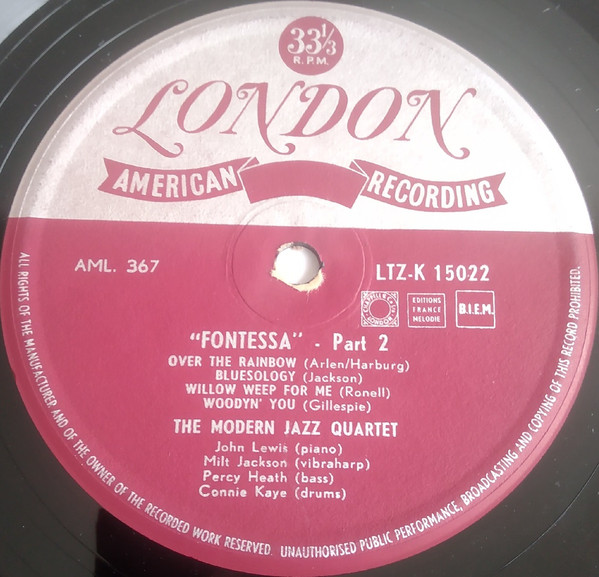 33 1/3
R.P.M.
LONDON
AMERICAN RECORDING
AML. 367
LTZ-K 15022
EDITIONS
FRANCE
MELODIE
B.I.E.M.
"FONTESSA" - Part 2
OVER THE RAINBOW (Arlen/Harburg)
BLUESOLOGY (Jackson)
WILLOW WEEP FOR ME (Ronell)
WOODYN' YOU (Gillespie)
THE MODERN JAZZ QUARTET
John Lewis (piano)
Milt Jackson (vibraharp)
Percy Heath (bass)
Connie Kaye (drums)
ALL RIGHTS OF THE MANUFACTURER AND OF THE OWNER OF THE RECORDED WORK RESERVED. UNAUTHORISED PUBLIC PERFORMANCE, BROADCASTING AND COPYING OF THIS RECORD PROHIBITED.